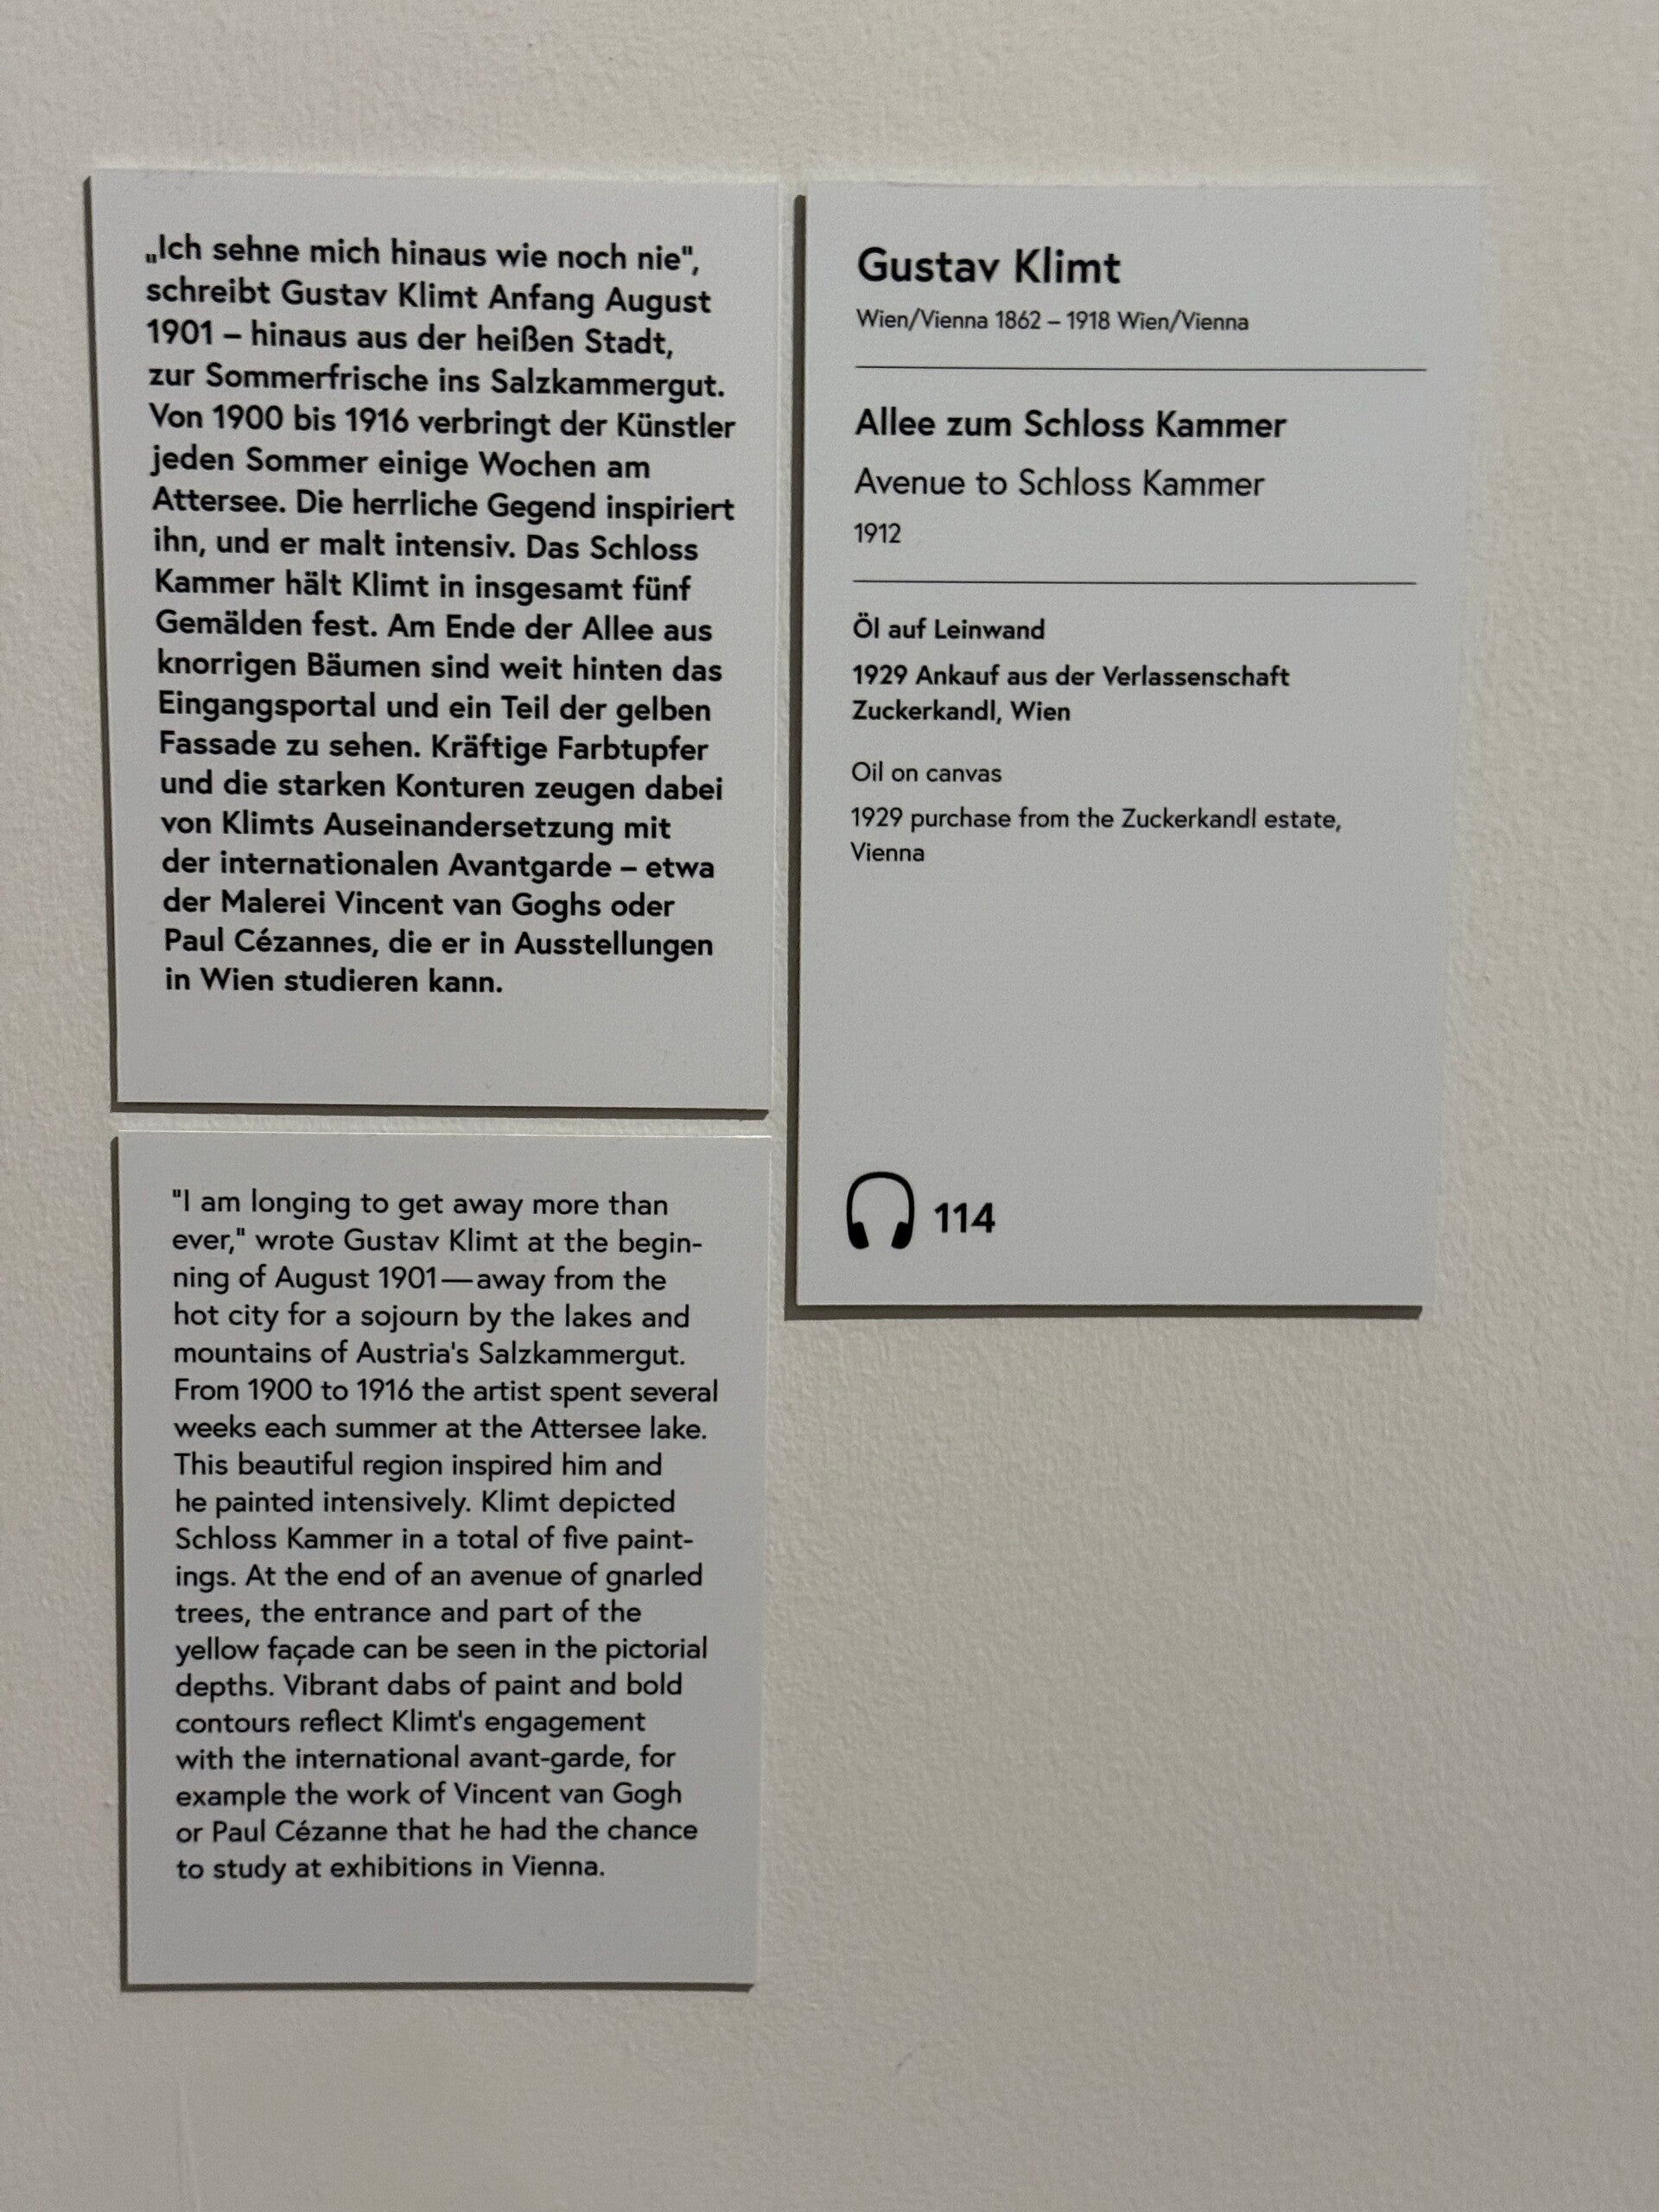 „Ich sehne mich hinaus wie noch nie",
schreibt Gustav Klimt Anfang August
1901 – hinaus aus der heißen Stadt,
zur Sommerfrische ins Salzkammergut.
Von 1900 bis 1916 verbringt der Künstler
jeden Sommer einige Wochen am
Attersee. Die herrliche Gegend inspiriert
ihn, und er malt intensiv. Das Schloss
Kammer hält Klimt in insgesamt fünf
Gemälden fest. Am Ende der Allee aus
knorrigen Bäumen sind weit hinten das
Eingangsportal und ein Teil der gelben
Fassade zu sehen. Kräftige Farbtupfer
und die starken Konturen zeugen dabei
von Klimts Auseinandersetzung mit
der internationalen Avantgarde – etwa
der Malerei Vincent van Goghs oder
Paul Cézannes, die er in Ausstellungen
in Wien studieren kann.
"I am longing to get away more than
ever," wrote Gustav Klimt at the begin-
ning of August 1901—away from the
hot city for a sojourn by the lakes and
mountains of Austria's Salzkammergut.
From 1900 to 1916 the artist spent several
weeks each summer at the Attersee lake.
This beautiful region inspired him and
he painted intensively. Klimt depicted
Schloss Kammer in a total of five paint-
ings. At the end of an avenue of gnarled
trees, the entrance and part of the
yellow façade can be seen in the pictorial
depths. Vibrant dabs of paint and bold
contours reflect Klimt's engagement
with the international avant-garde, for
example the work of Vincent van Gogh
or Paul Cézanne that he had the chance
to study at exhibitions in Vienna.
Gustav Klimt
Wien/Vienna 1862 – 1918 Wien/Vienna
Allee zum Schloss Kammer
Avenue to Schloss Kammer
1912
Öl auf Leinwand
1929 Ankauf aus der Verlassenschaft
Zuckerkandl, Wien
Oil on canvas
1929 purchase from the Zuckerkandl estate,
Vienna
114